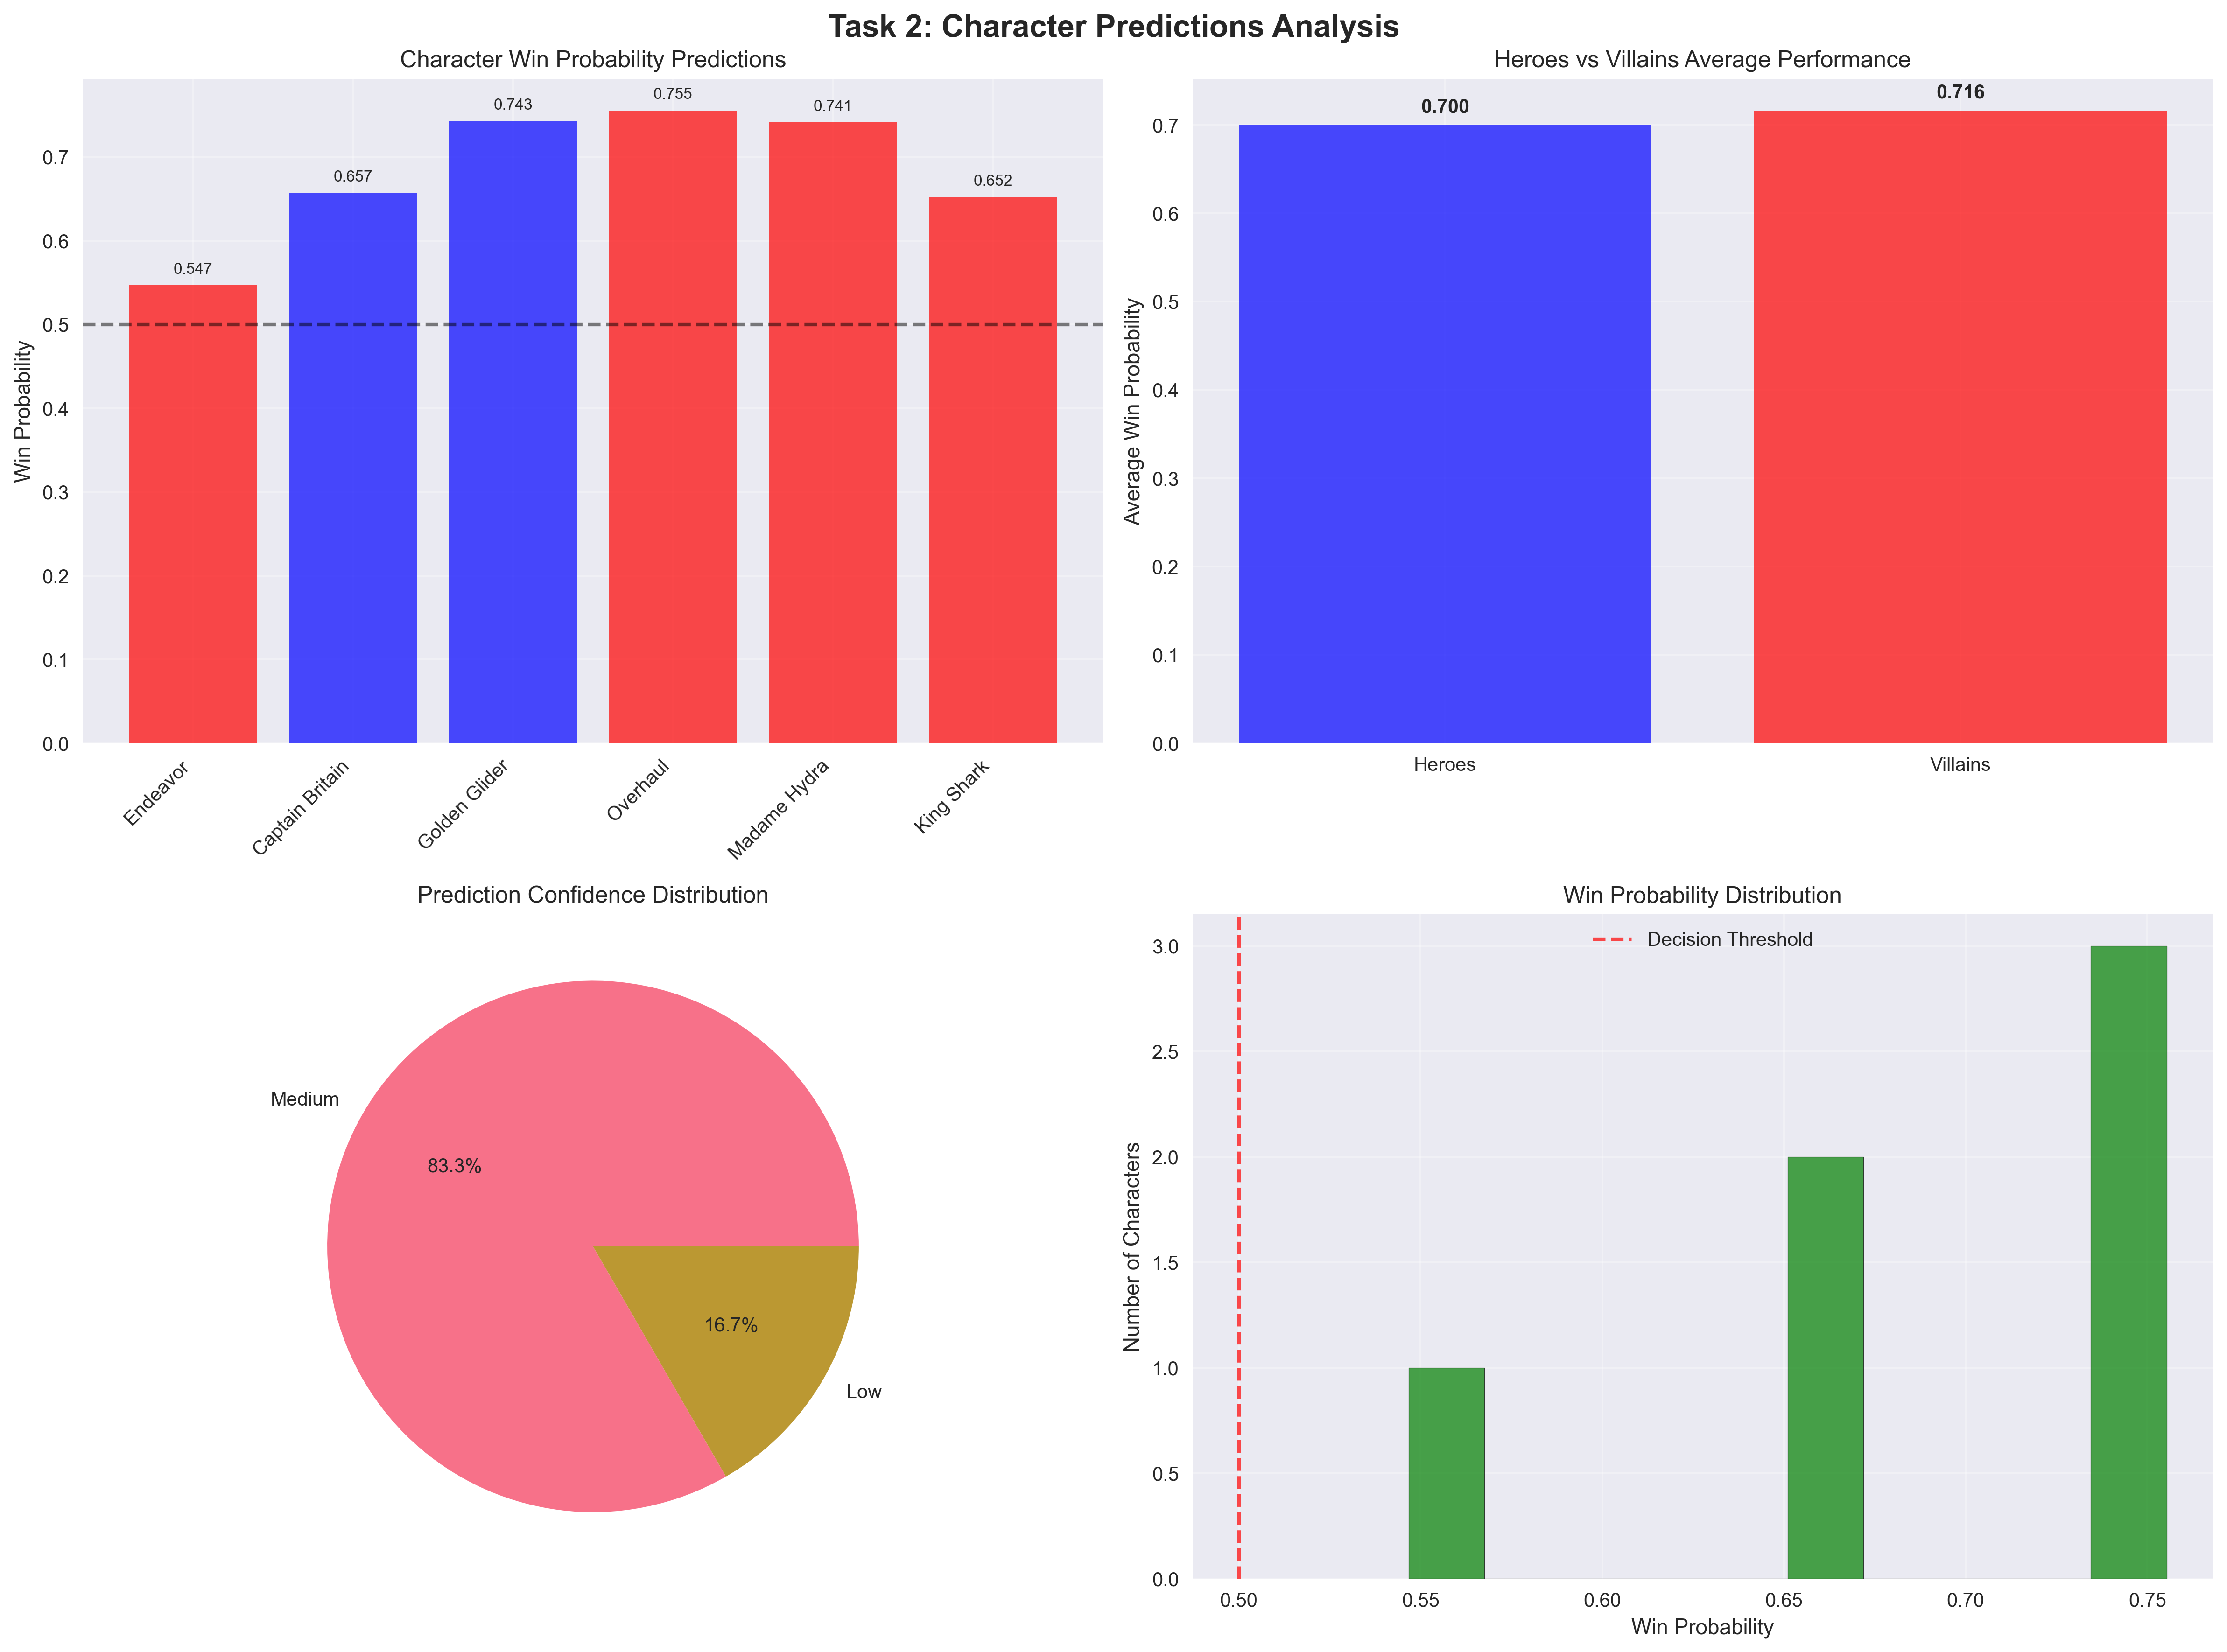 Task 2: Character Predictions Analysis
Character Win Probability Predictions
Win Probability
0.7
0.6
0.5
0.4
0.3
0.2
0.1
0.0
0.547
0.657
0.743
0.755
0.741
0.652
Endeavor
Captain Britain
Golden Glider
Overhaul
Madame Hydra
King Shark
Heroes vs Villains Average Performance
Average Win Probability
0.7
0.6
0.5
0.4
0.3
0.2
0.1
0.0
0.700
0.716
Heroes
Villains
Prediction Confidence Distribution
Medium
83.3%
16.7%
Low
Win Probability Distribution
Decision Threshold
Number of Characters
3.0
2.5
2.0
1.5
1.0
0.5
0.0
0.50
0.55
0.60
0.65
0.70
0.75
Win Probability